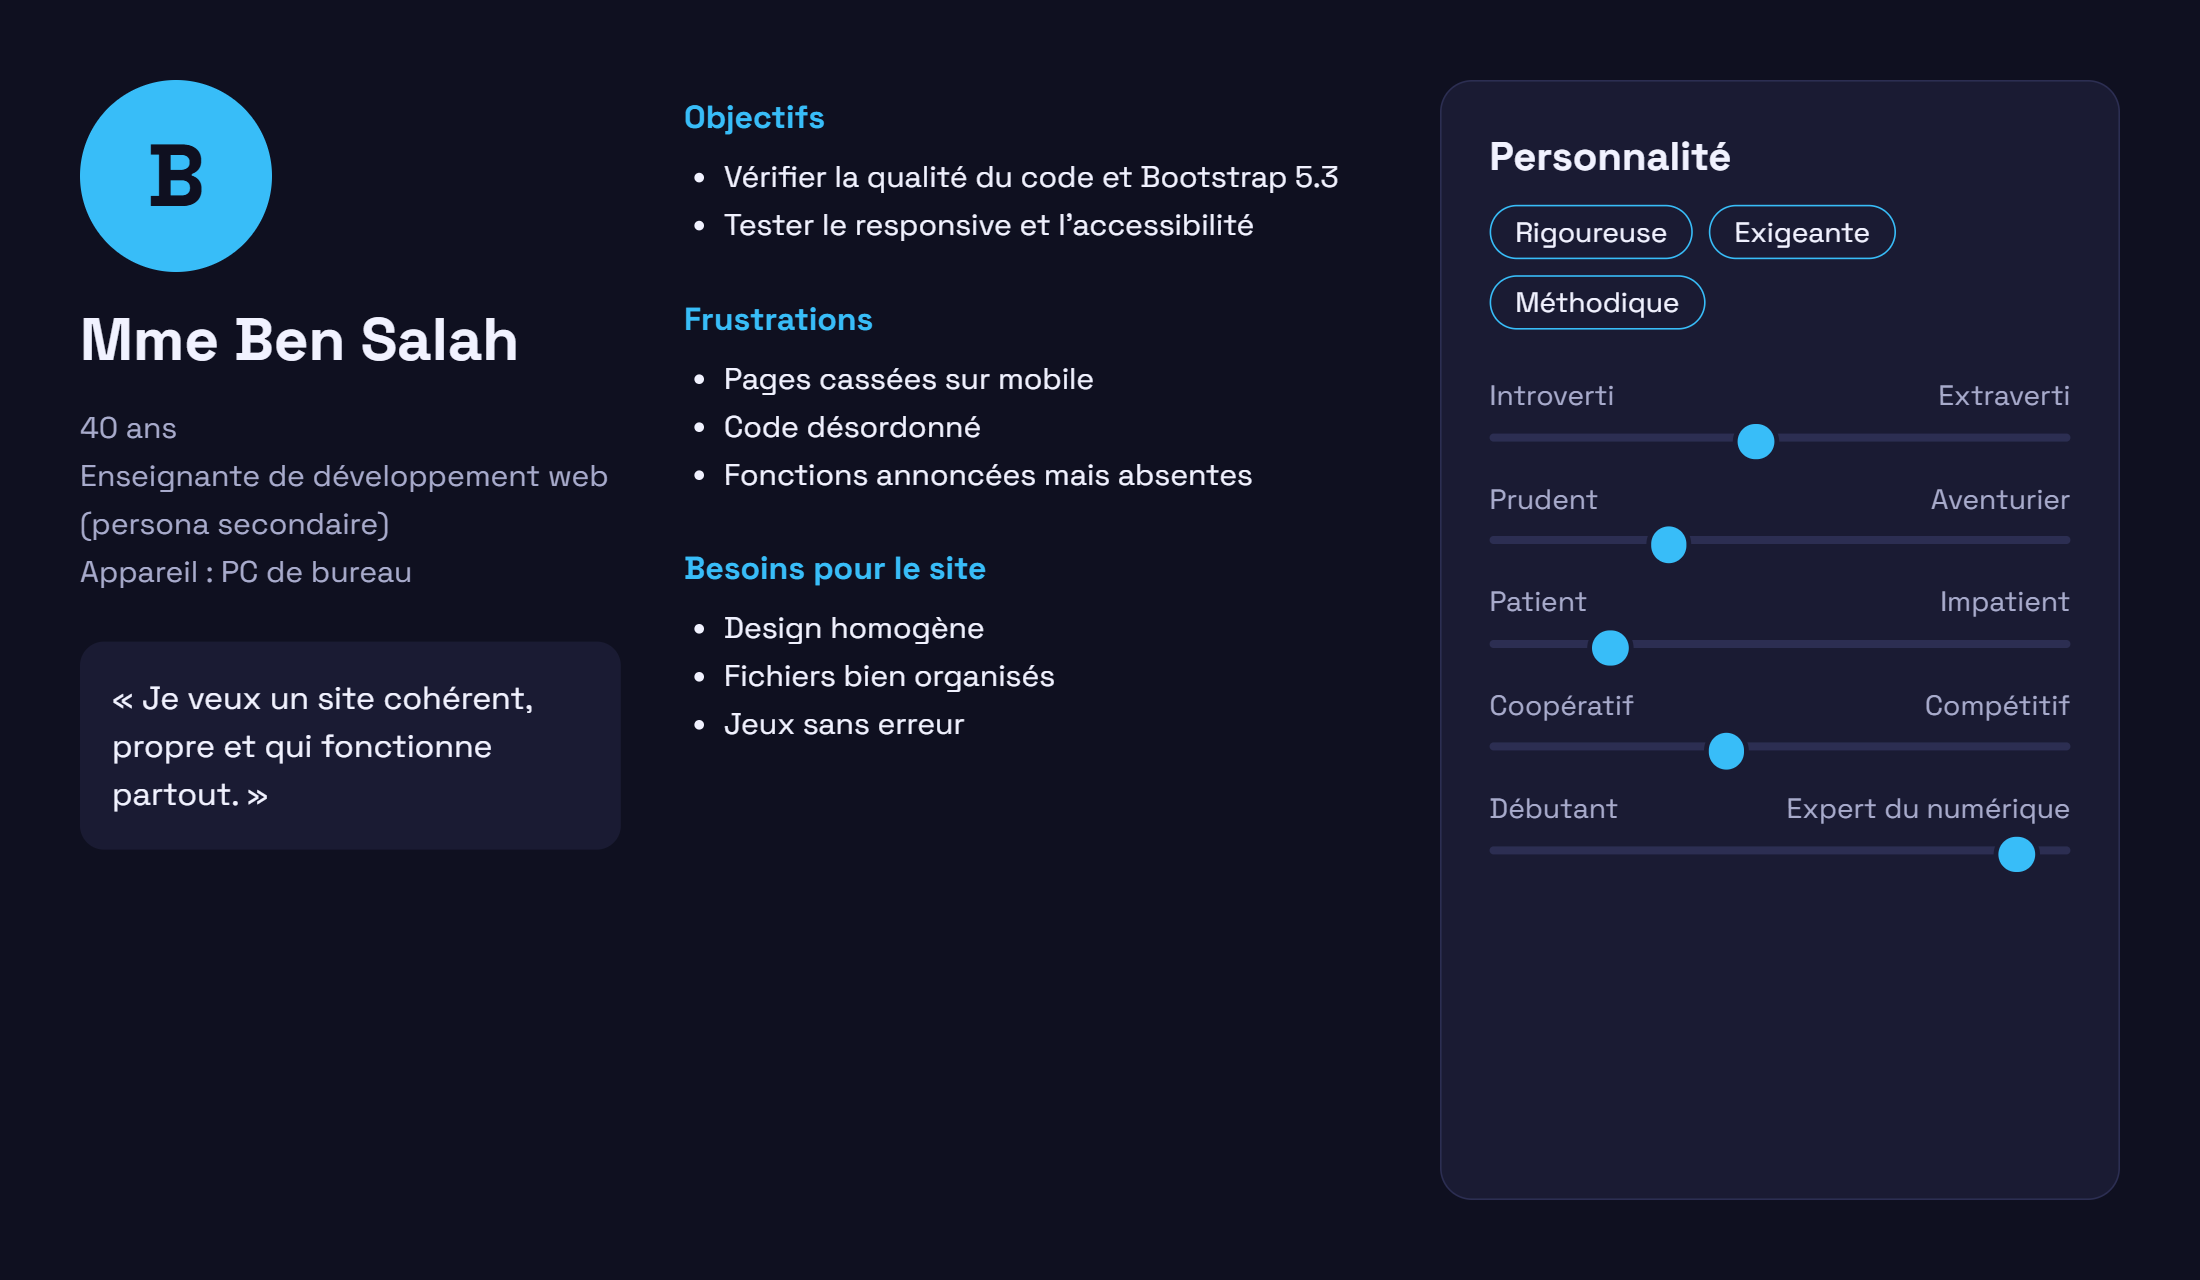 B
Mme Ben Salah
40 ans
Enseignante de développement web
(persona secondaire)
Appareil : PC de bureau
« Je veux un site cohérent,
propre et qui fonctionne
partout. »
Objectifs
• Vérifier la qualité du code et Bootstrap 5.3
• Tester le responsive et l’accessibilité
Frustrations
• Pages cassées sur mobile
• Code désordonné
• Fonctions annoncées mais absentes
Besoins pour le site
• Design homogène
• Fichiers bien organisés
• Jeux sans erreur
Personnalité
Rigoureuse Exigeante
Méthodique
Introverti Extraverti
Prudent Aventurier
Patient Impatient
Coopératif Compétitif
Débutant Expert du numérique